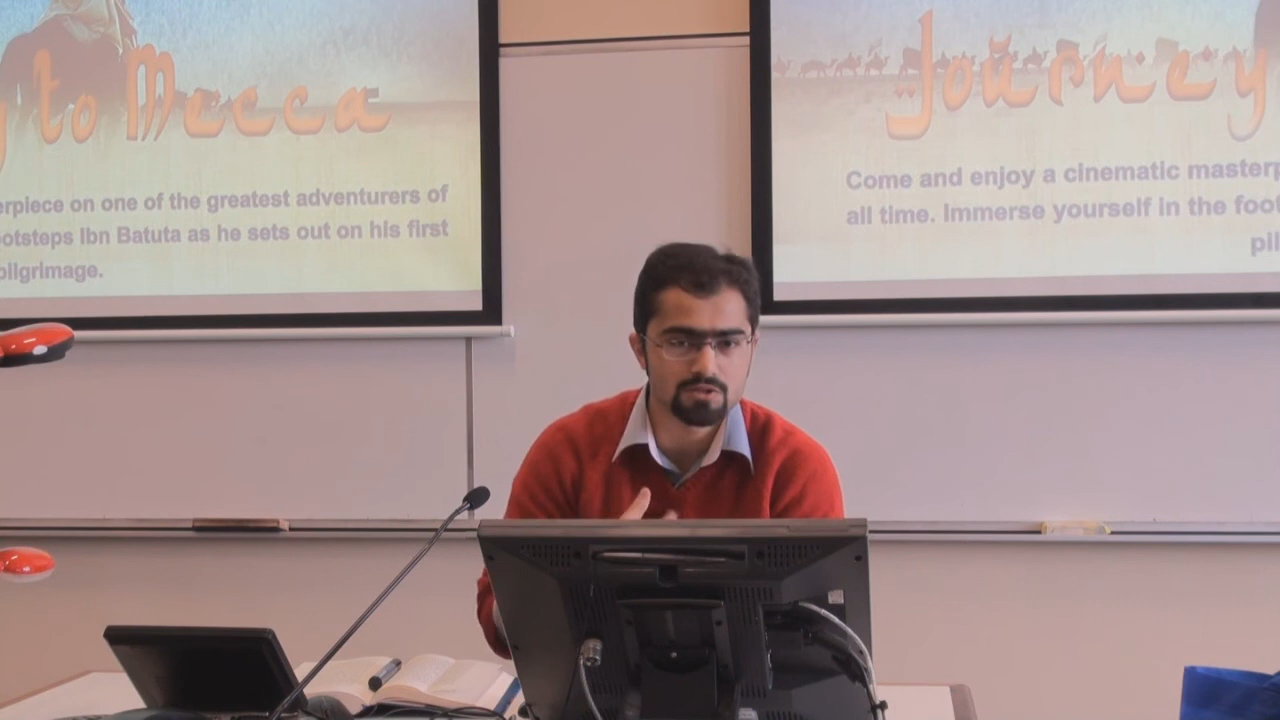 to Mecca
erpiece on one of the greatest adventurers of
ootsteps Ibn Batuta as he sets out on his first
pilgrimage.
Journey
Come and enjoy a cinematic masterp
all time. Immerse yourself in the foot
pil